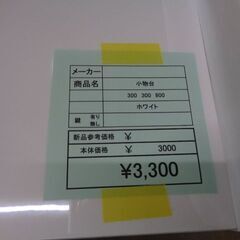 メーカー
商品名 小物台
300 300 800
ホワイト
鍵 有り 無し
新品参考価格 ¥
本体価格 ¥ 3000
¥3,300